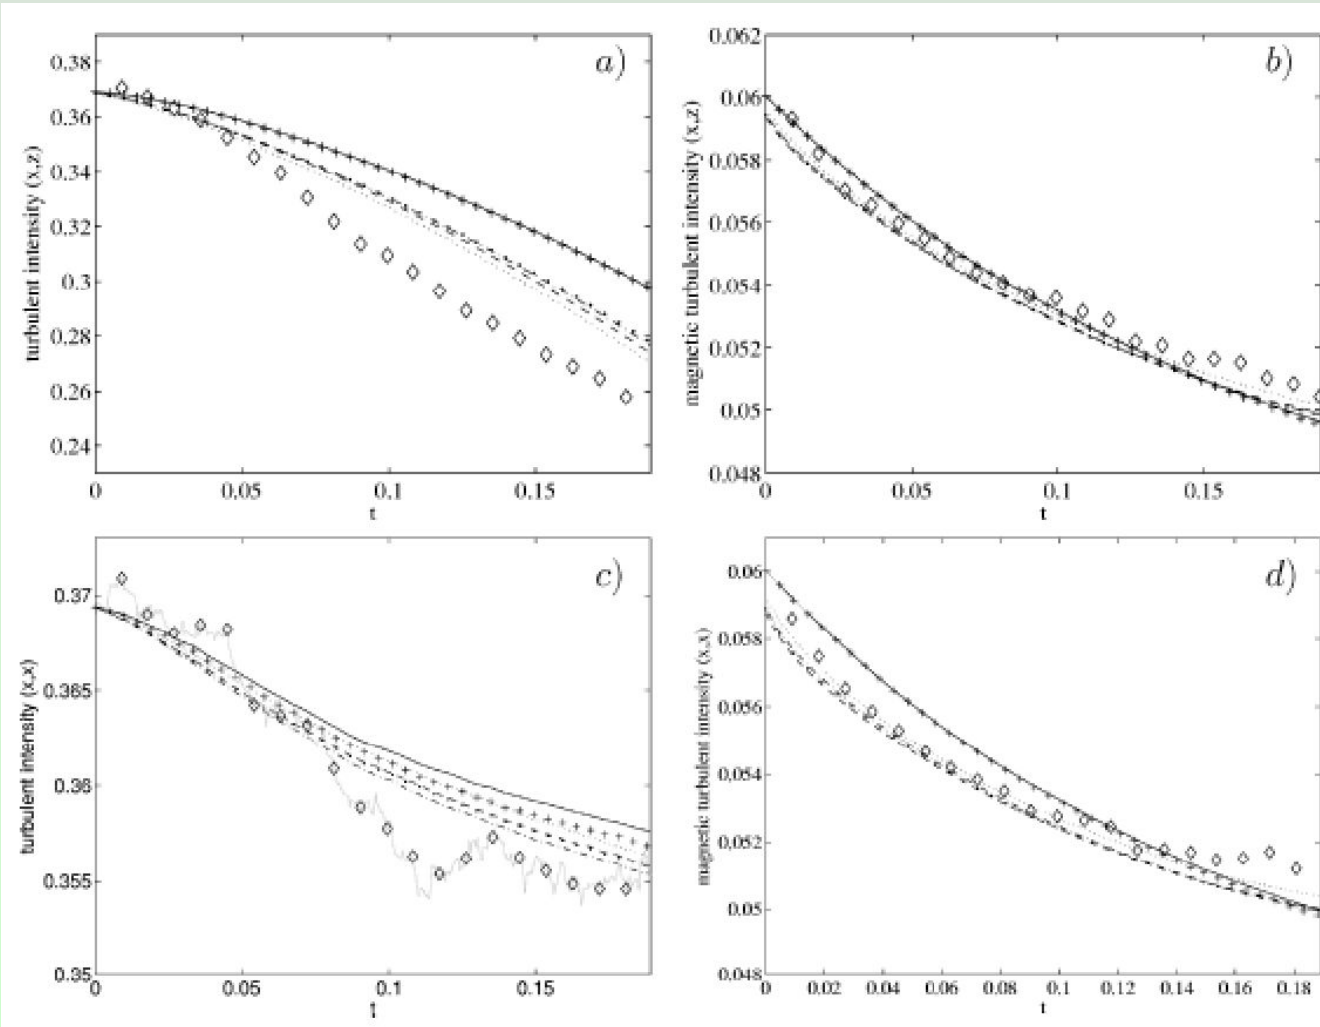 a)
0.38
0.36
0.34
0.32
0.3
0.28
0.26
0.24
turbulent intensity (x,z)
0 0.05 0.1 0.15
t
b)
0.062
0.06
0.058
0.056
0.054
0.052
0.05
0.048
magnetic turbulent intensity (x,z)
0 0.05 0.1 0.15
t
c)
0.37
0.365
0.36
0.355
0.35
turbulent intensity (x,x)
0 0.05 0.1 0.15
t
d)
0.06
0.058
0.056
0.054
0.052
0.05
0.048
magnetic turbulent intensity (x,x)
0 0.02 0.04 0.06 0.08 0.1 0.12 0.14 0.16 0.18
t